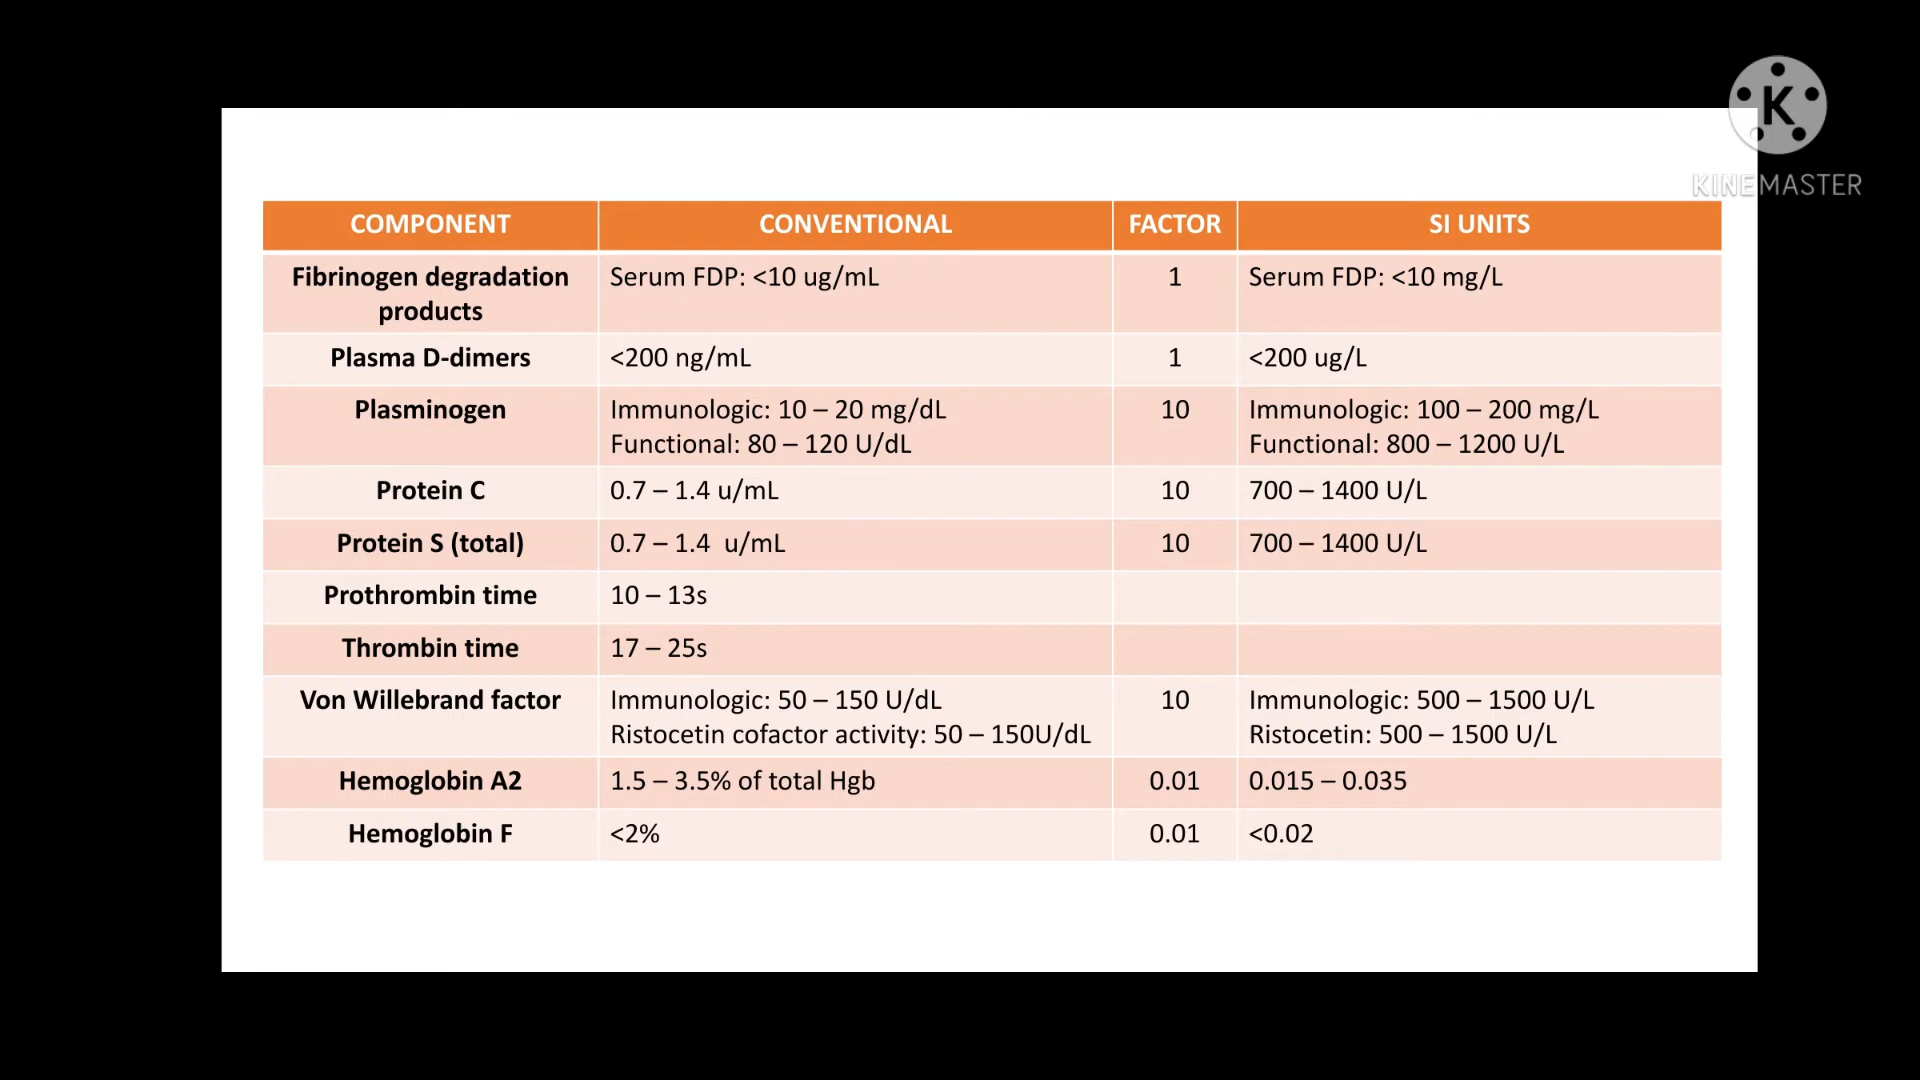 K
KINEMASTER
COMPONENT CONVENTIONAL FACTOR SI UNITS
Fibrinogen degradation products Serum FDP: <10 ug/mL 1 Serum FDP: <10 mg/L
Plasma D-dimers <200 ng/mL 1 <200 ug/L
Plasminogen Immunologic: 10 – 20 mg/dL 10 Immunologic: 100 – 200 mg/L
Functional: 80 – 120 U/dL Functional: 800 – 1200 U/L
Protein C 0.7 – 1.4 u/mL 10 700 – 1400 U/L
Protein S (total) 0.7 – 1.4  u/mL 10 700 – 1400 U/L
Prothrombin time 10 – 13s
Thrombin time 17 – 25s
Von Willebrand factor Immunologic: 50 – 150 U/dL 10 Immunologic: 500 – 1500 U/L
Ristocetin cofactor activity: 50 – 150U/dL Ristocetin: 500 – 1500 U/L
Hemoglobin A2 1.5 – 3.5% of total Hgb 0.01 0.015 – 0.035
Hemoglobin F <2% 0.01 <0.02